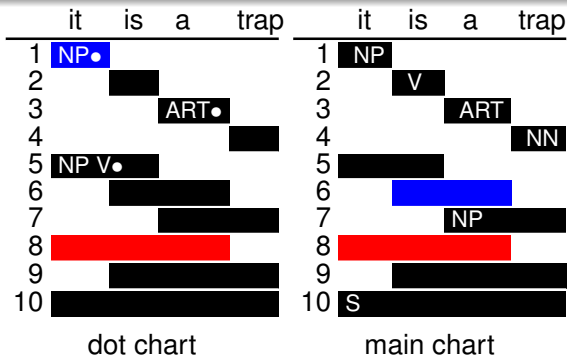 it is a trap it is a trap
1 NP● 1 NP
2 2 V
3 ART● 3 ART
4 4 NN
5 NP V● 5
6 6
7 7 NP
8 8
9 9
10 10 S
dot chart main chart